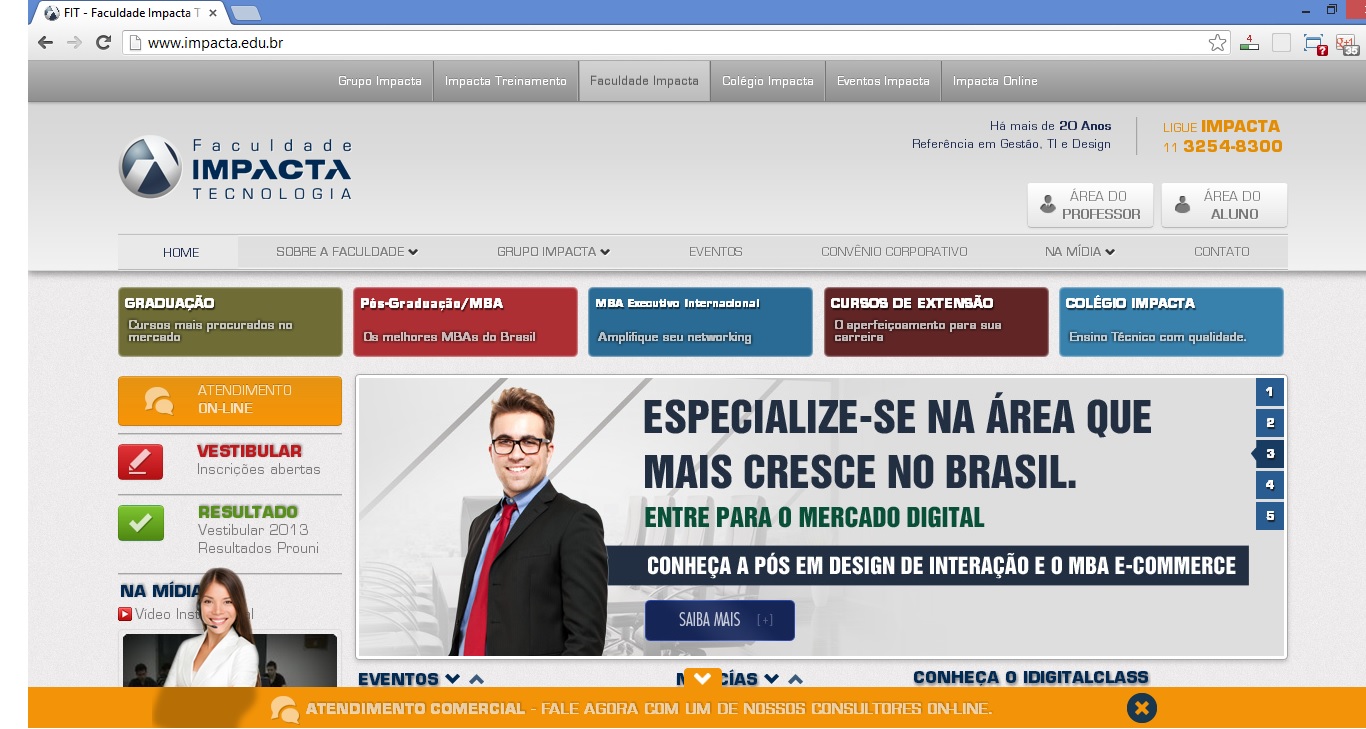 FIT - Faculdade Impacta T
www.impacta.edu.br
4
35
Grupo Impacta
Impacta Treinamento
Faculdade Impacta
Colégio Impacta
Eventos Impacta
Impacta Online
Faculdade
IMPACTA
TECNOLOGIA
Há mais de 20 Anos
Referência em Gestão, TI e Design
LIGUE IMPACTA
11 3254-8300
ÁREA DO
PROFESSOR
ÁREA DO
ALUNO
HOME
SOBRE A FACULDADE
GRUPO IMPACTA
EVENTOS
CONVÊNIO CORPORATIVO
NA MÍDIA
CONTATO
GRADUAÇÃO
Cursos mais procurados no
mercado
Pós-Graduação/MBA
Os melhores MBAs do Brasil
MBA Executivo Internacional
Amplifique seu networking
CURSOS DE EXTENSÃO
O aperfeiçoamento para sua
carreira
COLÉGIO IMPACTA
Ensino Técnico com qualidade.
ATENDIMENTO
ON-LINE
VESTIBULAR
Inscrições abertas
RESULTADO
Vestibular 2013
Resultados Prouni
NA MÍDIA
Vídeo
ESPECIALIZE-SE NA ÁREA QUE
MAIS CRESCE NO BRASIL.
ENTRE PARA O MERCADO DIGITAL
CONHEÇA A PÓS EM DESIGN DE INTERAÇÃO E O MBA E-COMMERCE
SAIBA MAIS [+]
1
2
3
4
5
EVENTOS
CONHEÇA O IDIGITALCLASS
ATENDIMENTO COMERCIAL - FALE AGORA COM UM DE NOSSOS CONSULTORES ON-LINE.